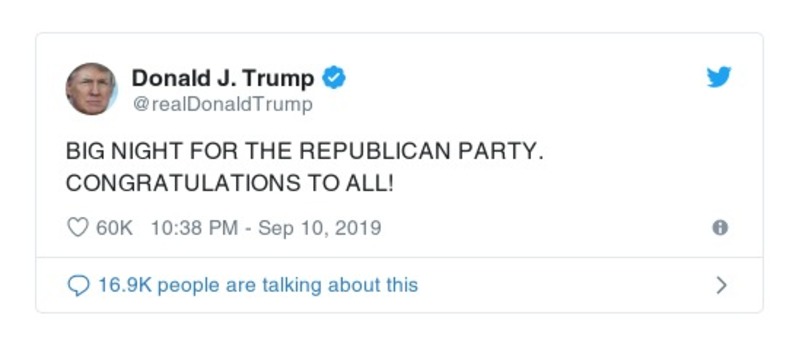 Donald J. Trump
@realDonaldTrump
BIG NIGHT FOR THE REPUBLICAN PARTY.
CONGRATULATIONS TO ALL!
60K 10:38 PM - Sep 10, 2019
16.9K people are talking about this